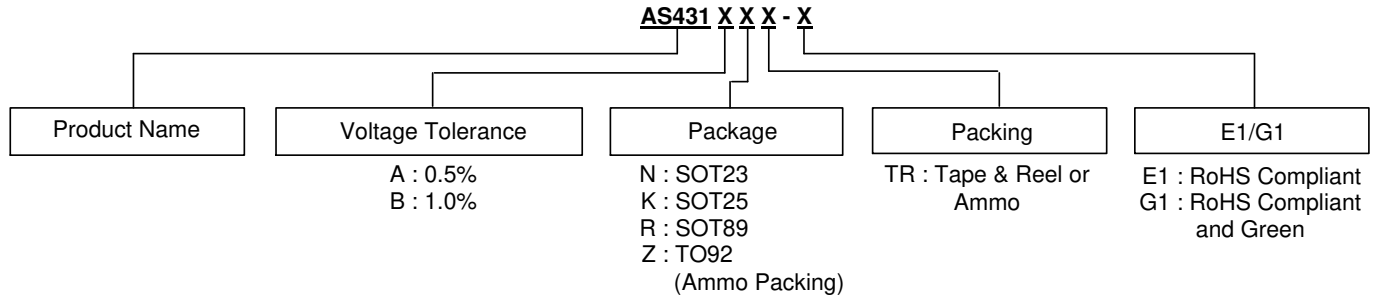 AS431 X X X - X
Product Name
Voltage Tolerance
Package
Packing
E1/G1
A : 0.5%
B : 1.0%
N : SOT23
K : SOT25
R : SOT89
Z : TO92
(Ammo Packing)
TR : Tape & Reel or
Ammo
E1 : RoHS Compliant
G1 : RoHS Compliant
and Green